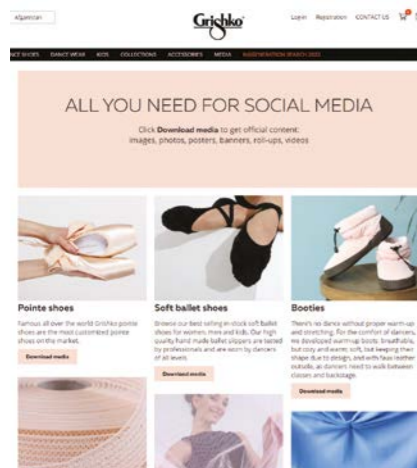 Grishko
Login Registration CONTACT US
DANCE WEAR KIDS COLLECTIONS ACCESSORIES MEDIA
ALL YOU NEED FOR SOCIAL MEDIA
Click Download media to get official content:
images, photos, posters, banners, roll-ups, videos
Pointe shoes
Famous all over the world Grishko pointe
shoes are the most customized pointe
shoes on the market.
Download media
Soft ballet shoes
Browse our best selling in-stock soft ballet
shoes for women, men and kids. Our high
quality hand made ballet slippers are tested
by professionals and are worn by dancers
of all levels
Download media
Booties
There's no dance without proper warm-up
and stretching. For the comfort of dancers,
we developed warm-up boots: breathable,
but cozy and warm; soft, but keeping their
shape due to design, and with faux leather
outsole, as dancers need to walk between
classes and backstage.
Download media